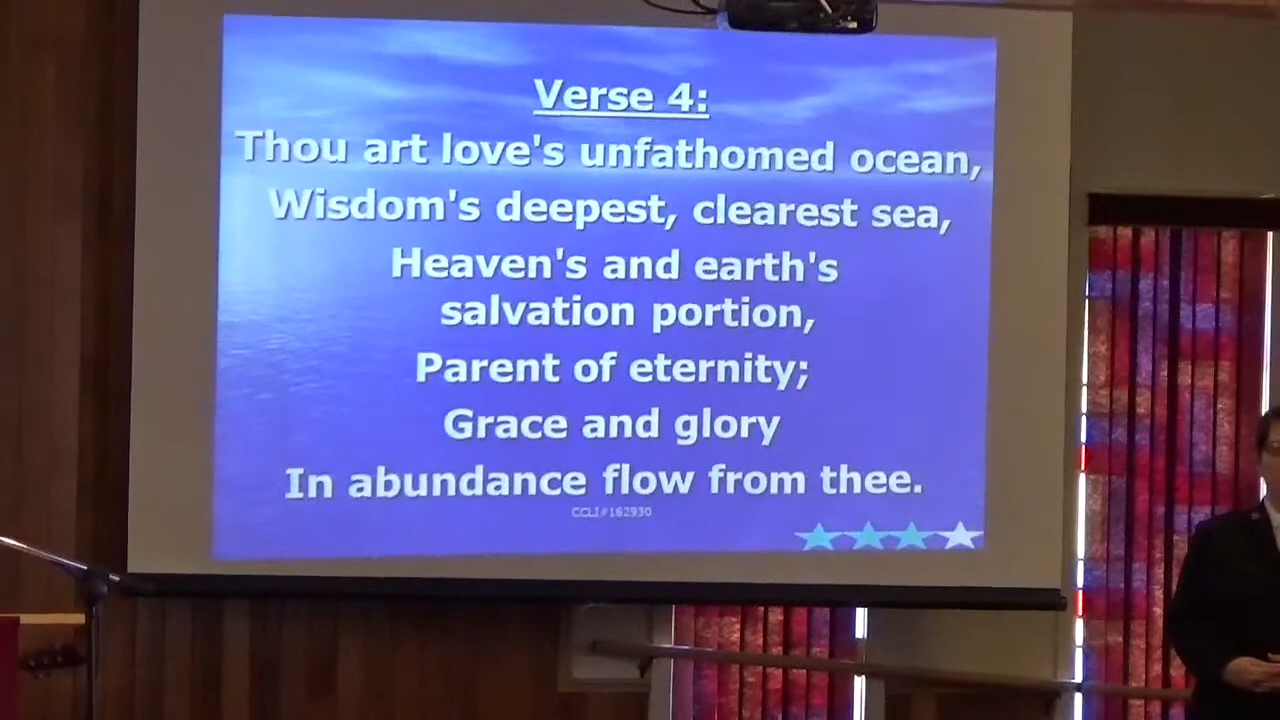 Verse 4:
Thou art love's unfathomed ocean,
Wisdom's deepest, clearest sea,
Heaven's and earth's
salvation portion,
Parent of eternity;
Grace and glory
In abundance flow from thee.
CCLI#162930